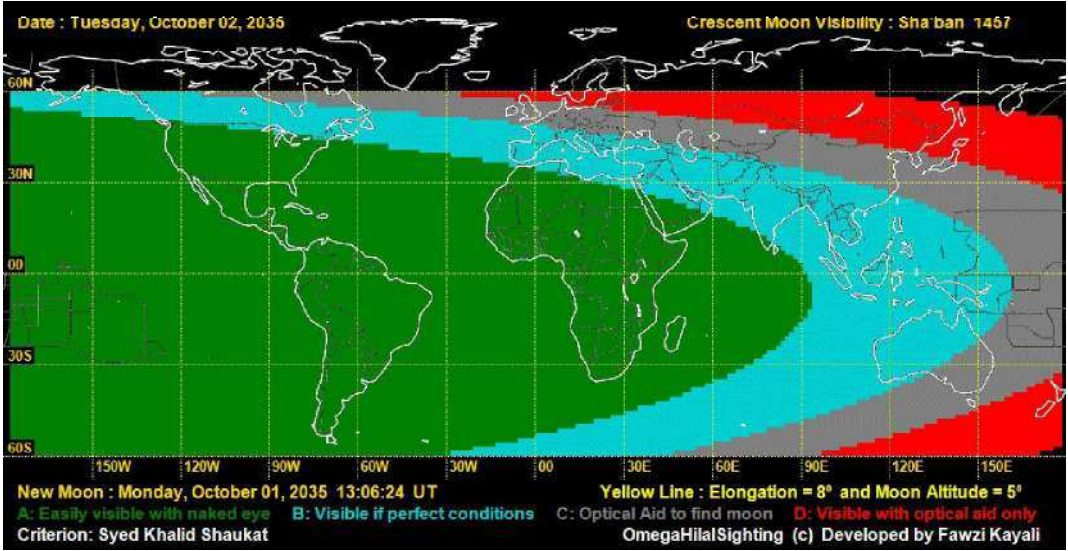 Date : Tuesday, October 02, 2035
Crescent Moon Visibility : Sha'ban 1457
60N
30N
00
30S
60S
150W 120W 90W 60W 30W 00 30E 60E 90E 120E 150E
New Moon : Monday, October 01, 2035 13:06:24 UT
Yellow Line : Elongation = 8° and Moon Altitude = 5°
A: Easily visible with naked eye B: Visible if perfect conditions C: Optical Aid to find moon D: Visible with optical aid only
Criterion: Syed Khalid Shaukat
OmegaHilalSighting (c) Developed by Fawzi Kayali